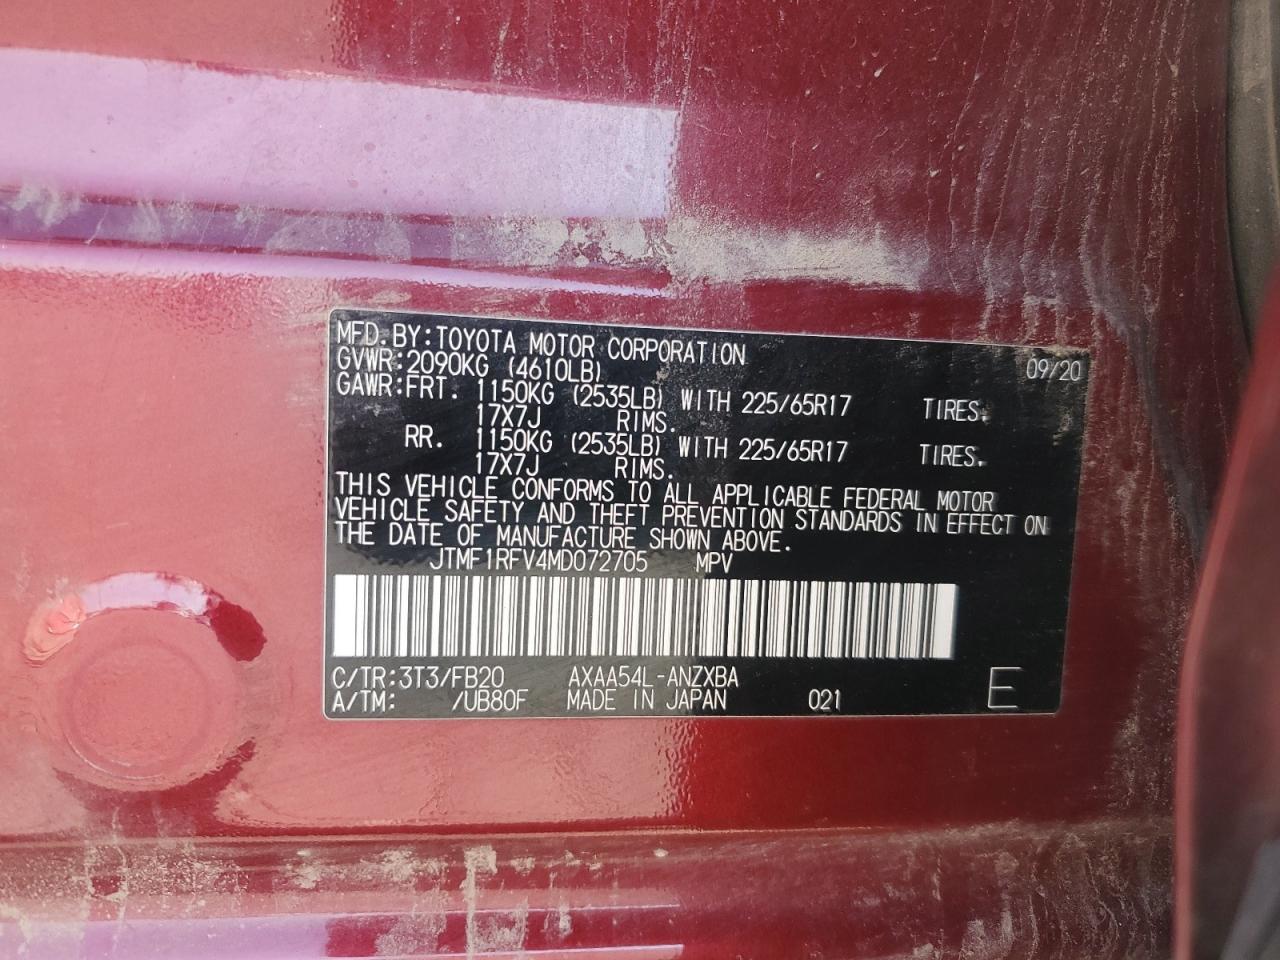 MFD. BY: TOYOTA MOTOR CORPORATION 09/20
GVWR: 2090KG (4610LB)
GAWR: FRT. 1150KG (2535LB) WITH 225/65R17 TIRES.
17X7J RIMS.
RR. 1150KG (2535LB) WITH 225/65R17 TIRES.
17X7J RIMS.
THIS VEHICLE CONFORMS TO ALL APPLICABLE FEDERAL MOTOR
VEHICLE SAFETY AND THEFT PREVENTION STANDARDS IN EFFECT ON
THE DATE OF MANUFACTURE SHOWN ABOVE.
JTMF1RFV4MD072705 MPV
C/TR: 3T3/FB20 AXAA54L-ANZXBA
A/TM: /UB80F MADE IN JAPAN 021 E